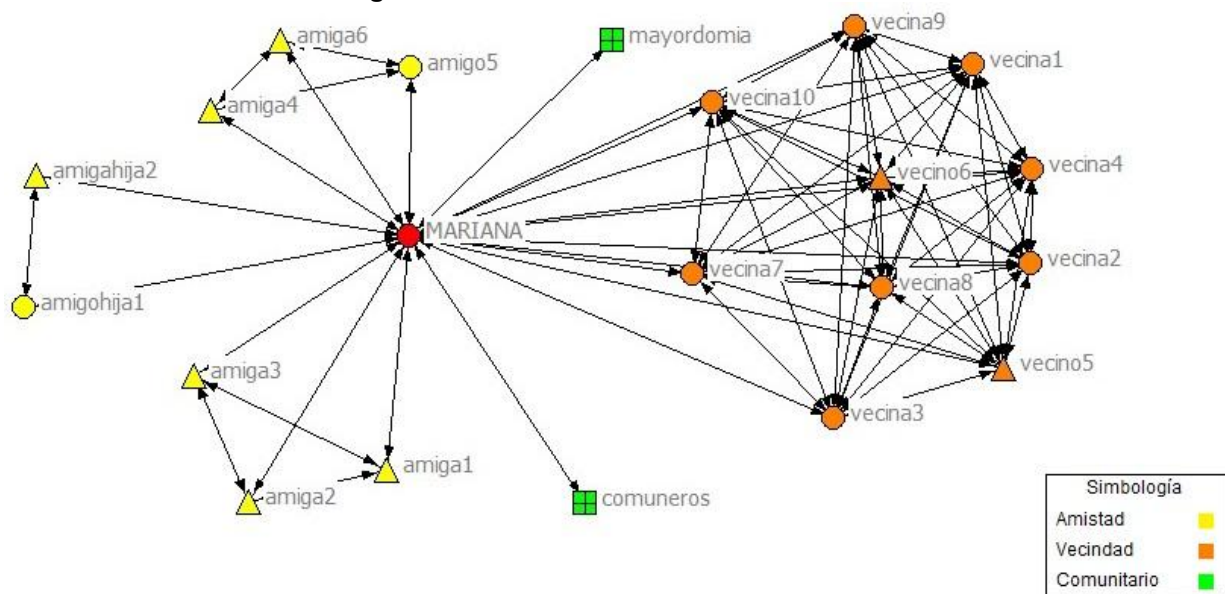 vecina9
amiga6
mayordomia
amigo5
vecina1
vecina10
amiga4
vecina4
amigahija2
vecino6
MARIANA
vecina2
vecina7
vecina8
amigohija1
vecino5
amiga3
vecina3
amiga1
amiga2
comuneros
Simbología
Amistad
Vecindad
Comunitario